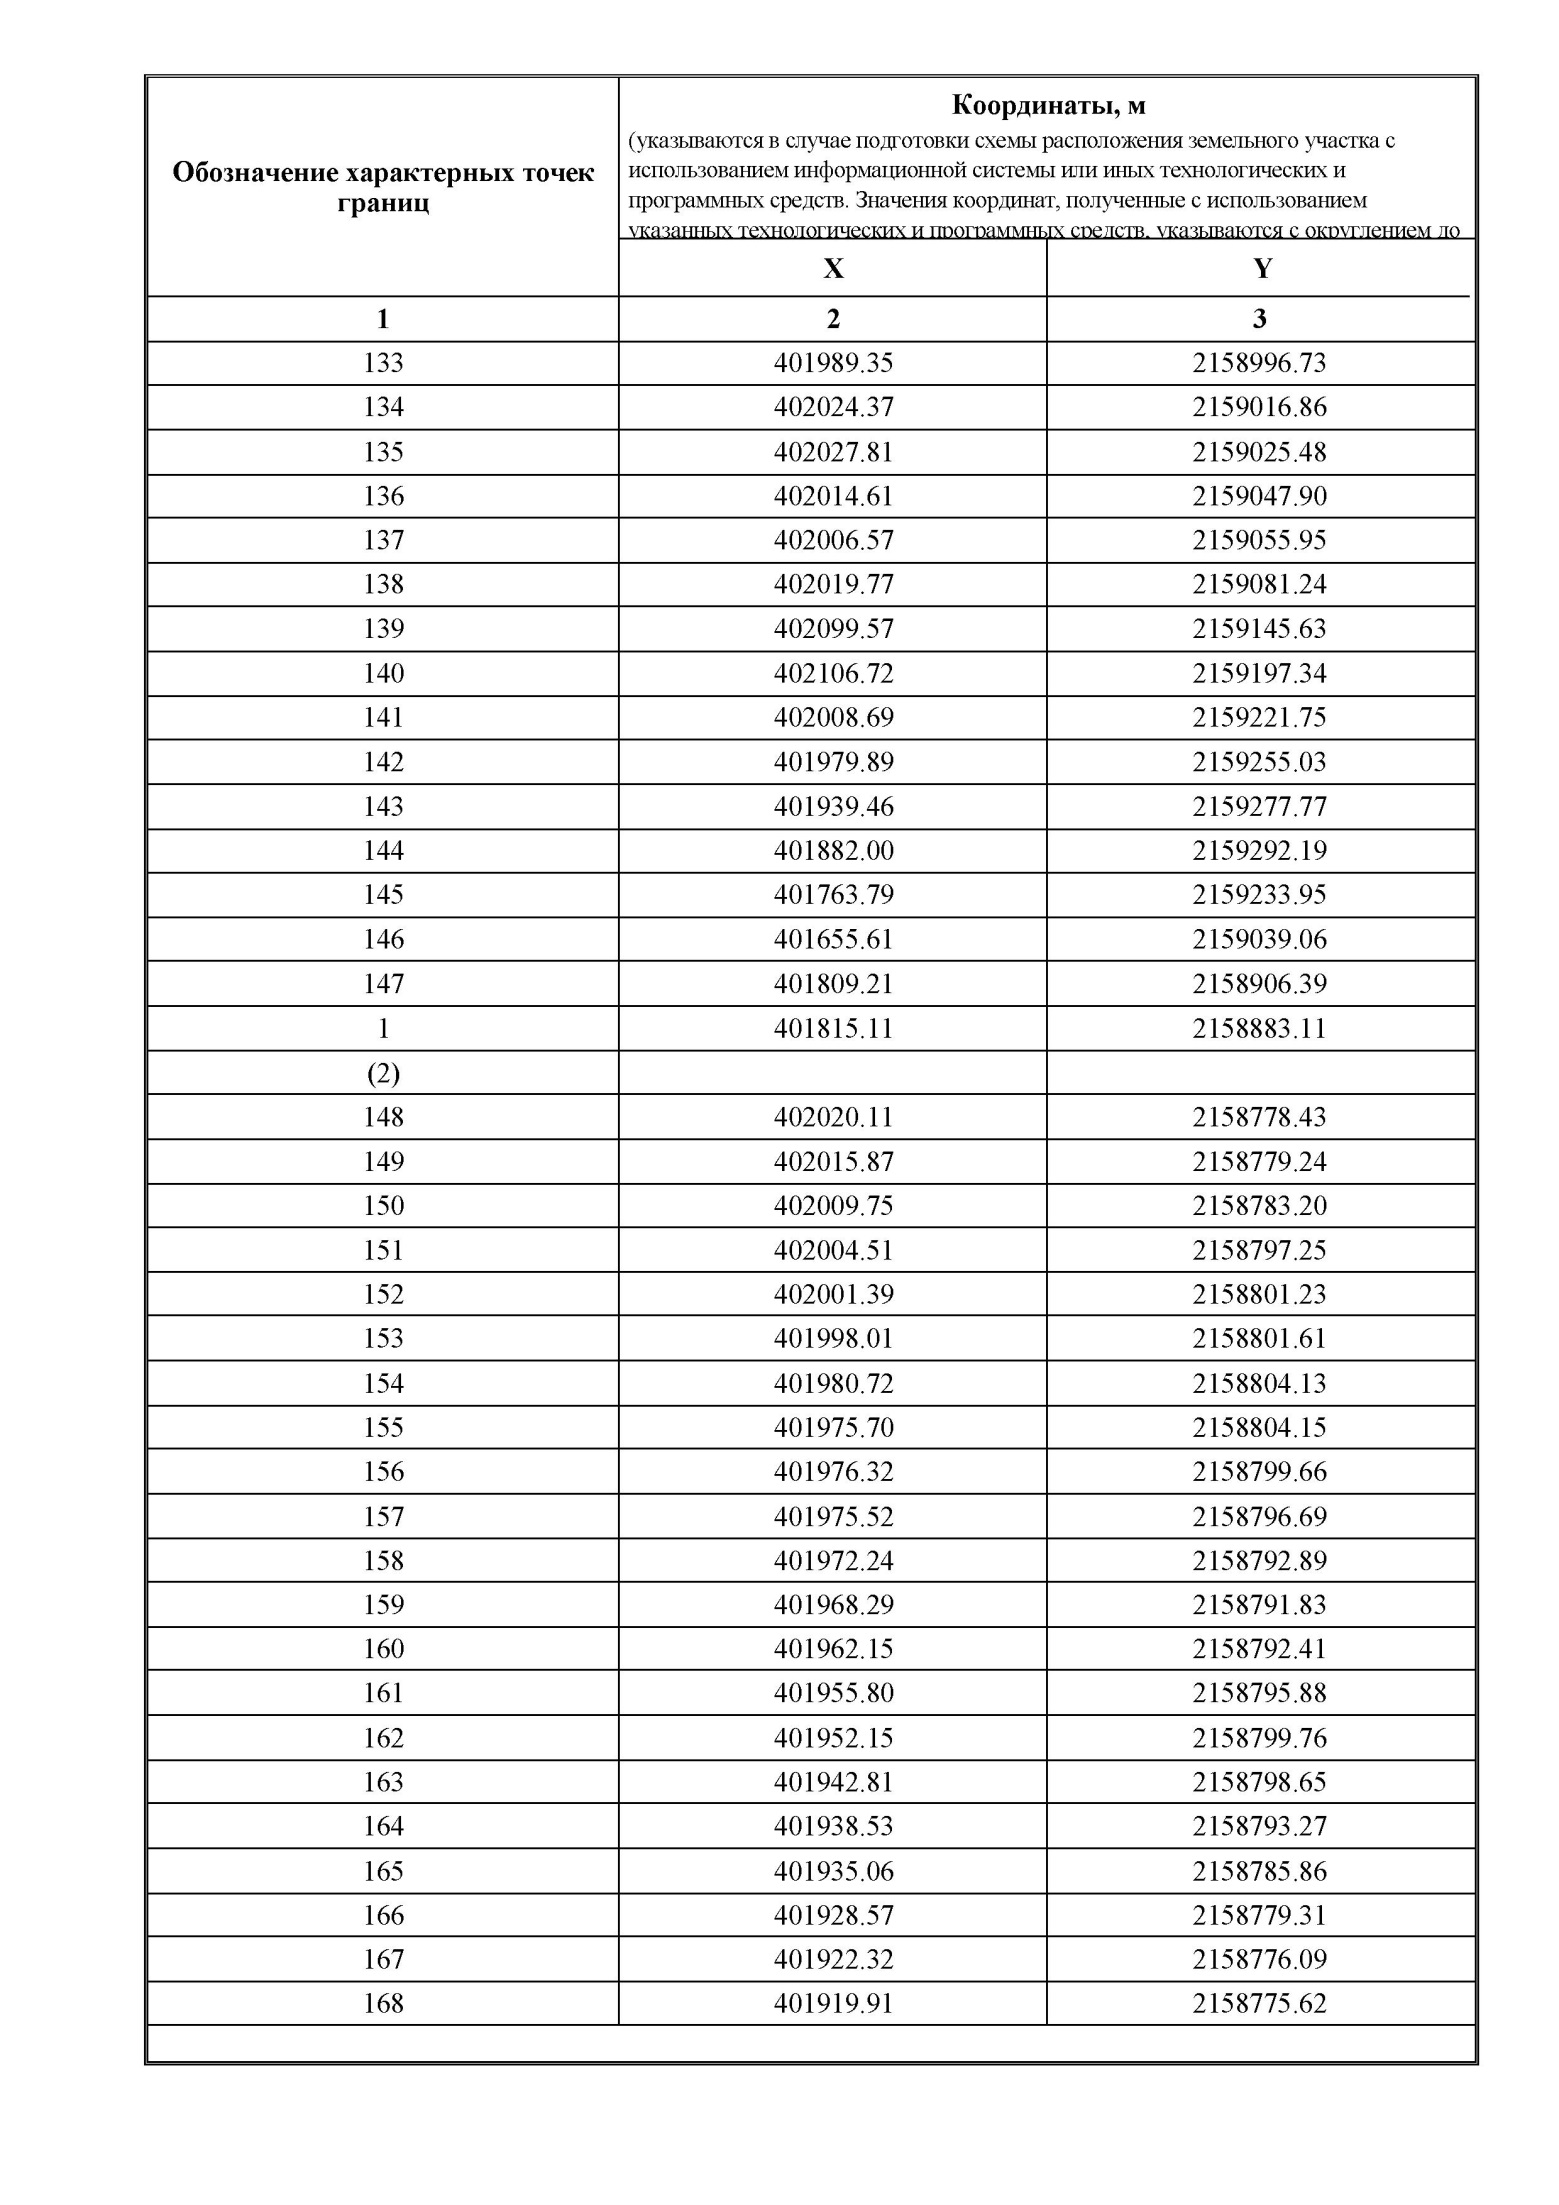 Обозначение характерных точек
границ
Координаты, м
(указываются в случае подготовки схемы расположения земельного участка с
использованием информационной системы или иных технологических и
программных средств. Значения координат, полученные с использованием
указанных технологических и программных средств, указываются с округлением до
X Y
1 2 3
133 401989.35 2158996.73
134 402024.37 2159016.86
135 402027.81 2159025.48
136 402014.61 2159047.90
137 402006.57 2159055.95
138 402019.77 2159081.24
139 402099.57 2159145.63
140 402106.72 2159197.34
141 402008.69 2159221.75
142 401979.89 2159255.03
143 401939.46 2159277.77
144 401882.00 2159292.19
145 401763.79 2159233.95
146 401655.61 2159039.06
147 401809.21 2158906.39
1 401815.11 2158883.11
(2)
148 402020.11 2158778.43
149 402015.87 2158779.24
150 402009.75 2158783.20
151 402004.51 2158797.25
152 402001.39 2158801.23
153 401998.01 2158801.61
154 401980.72 2158804.13
155 401975.70 2158804.15
156 401976.32 2158799.66
157 401975.52 2158796.69
158 401972.24 2158792.89
159 401968.29 2158791.83
160 401962.15 2158792.41
161 401955.80 2158795.88
162 401952.15 2158799.76
163 401942.81 2158798.65
164 401938.53 2158793.27
165 401935.06 2158785.86
166 401928.57 2158779.31
167 401922.32 2158776.09
168 401919.91 2158775.62